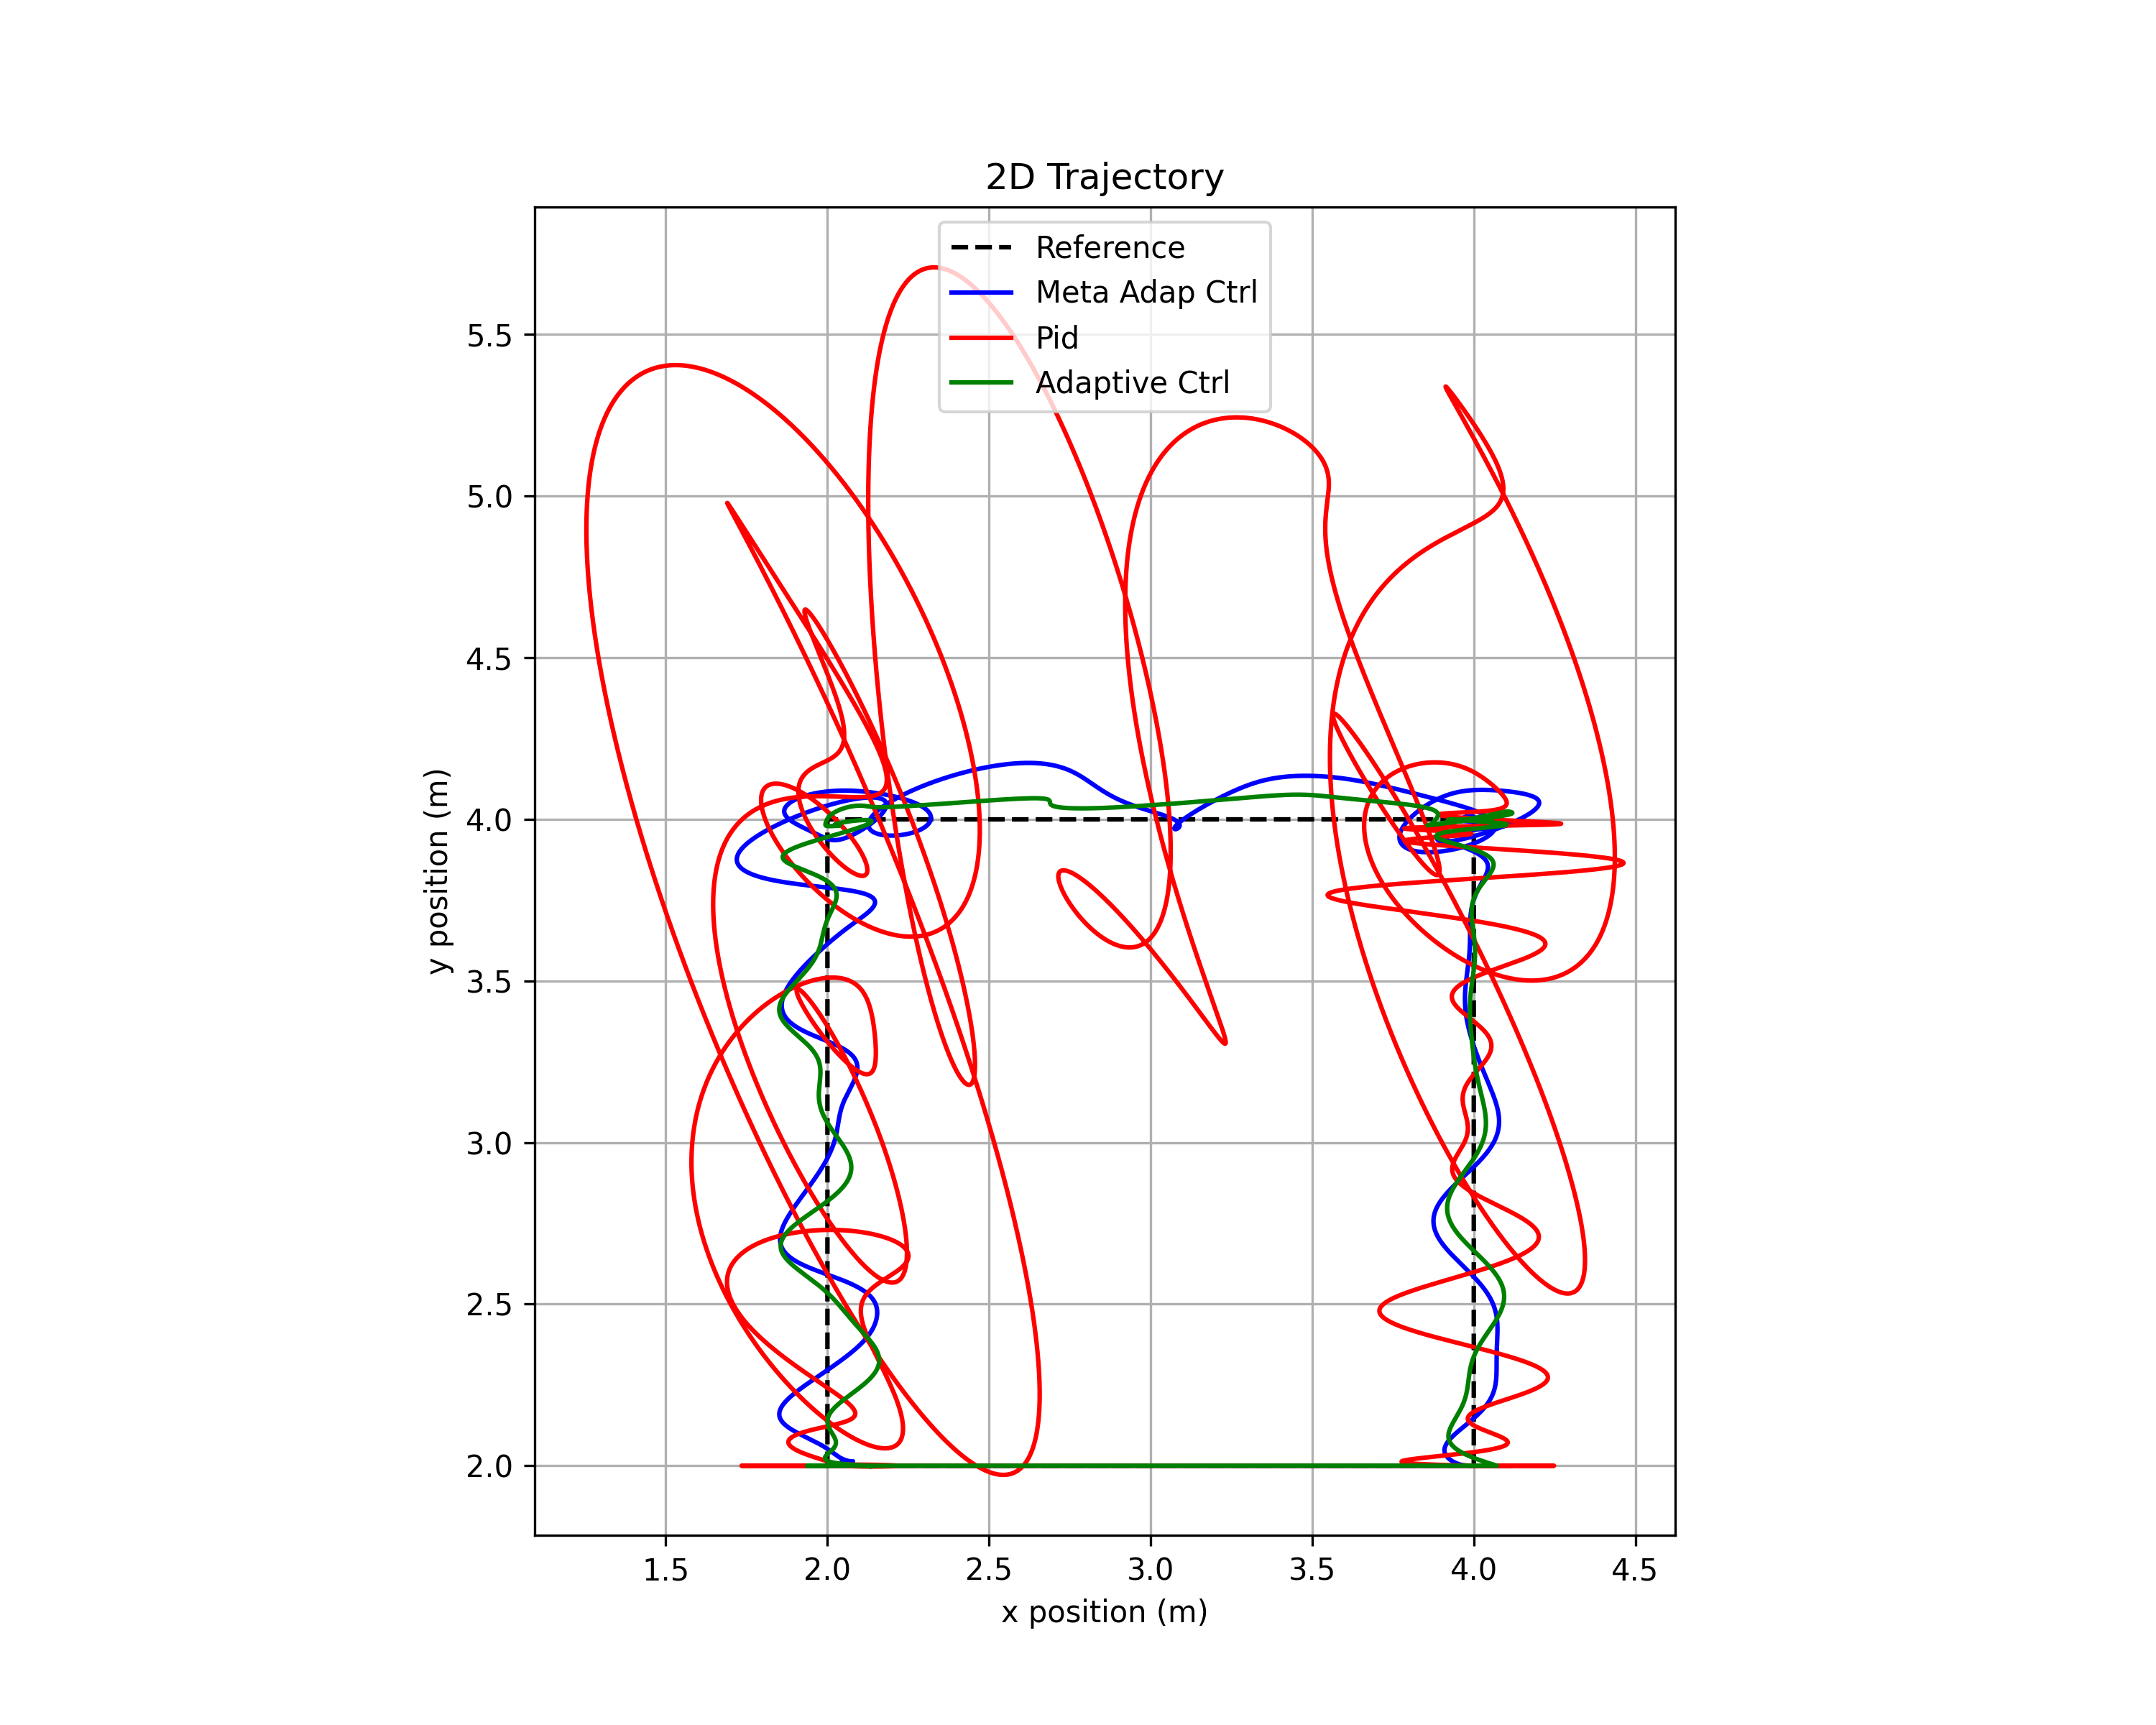 2D Trajectory
Reference
Meta Adap Ctrl
Pid
Adaptive Ctrl
5.5
5.0
4.5
4.0
3.5
3.0
2.5
2.0
y position (m)
1.5 2.0 2.5 3.0 3.5 4.0 4.5
x position (m)